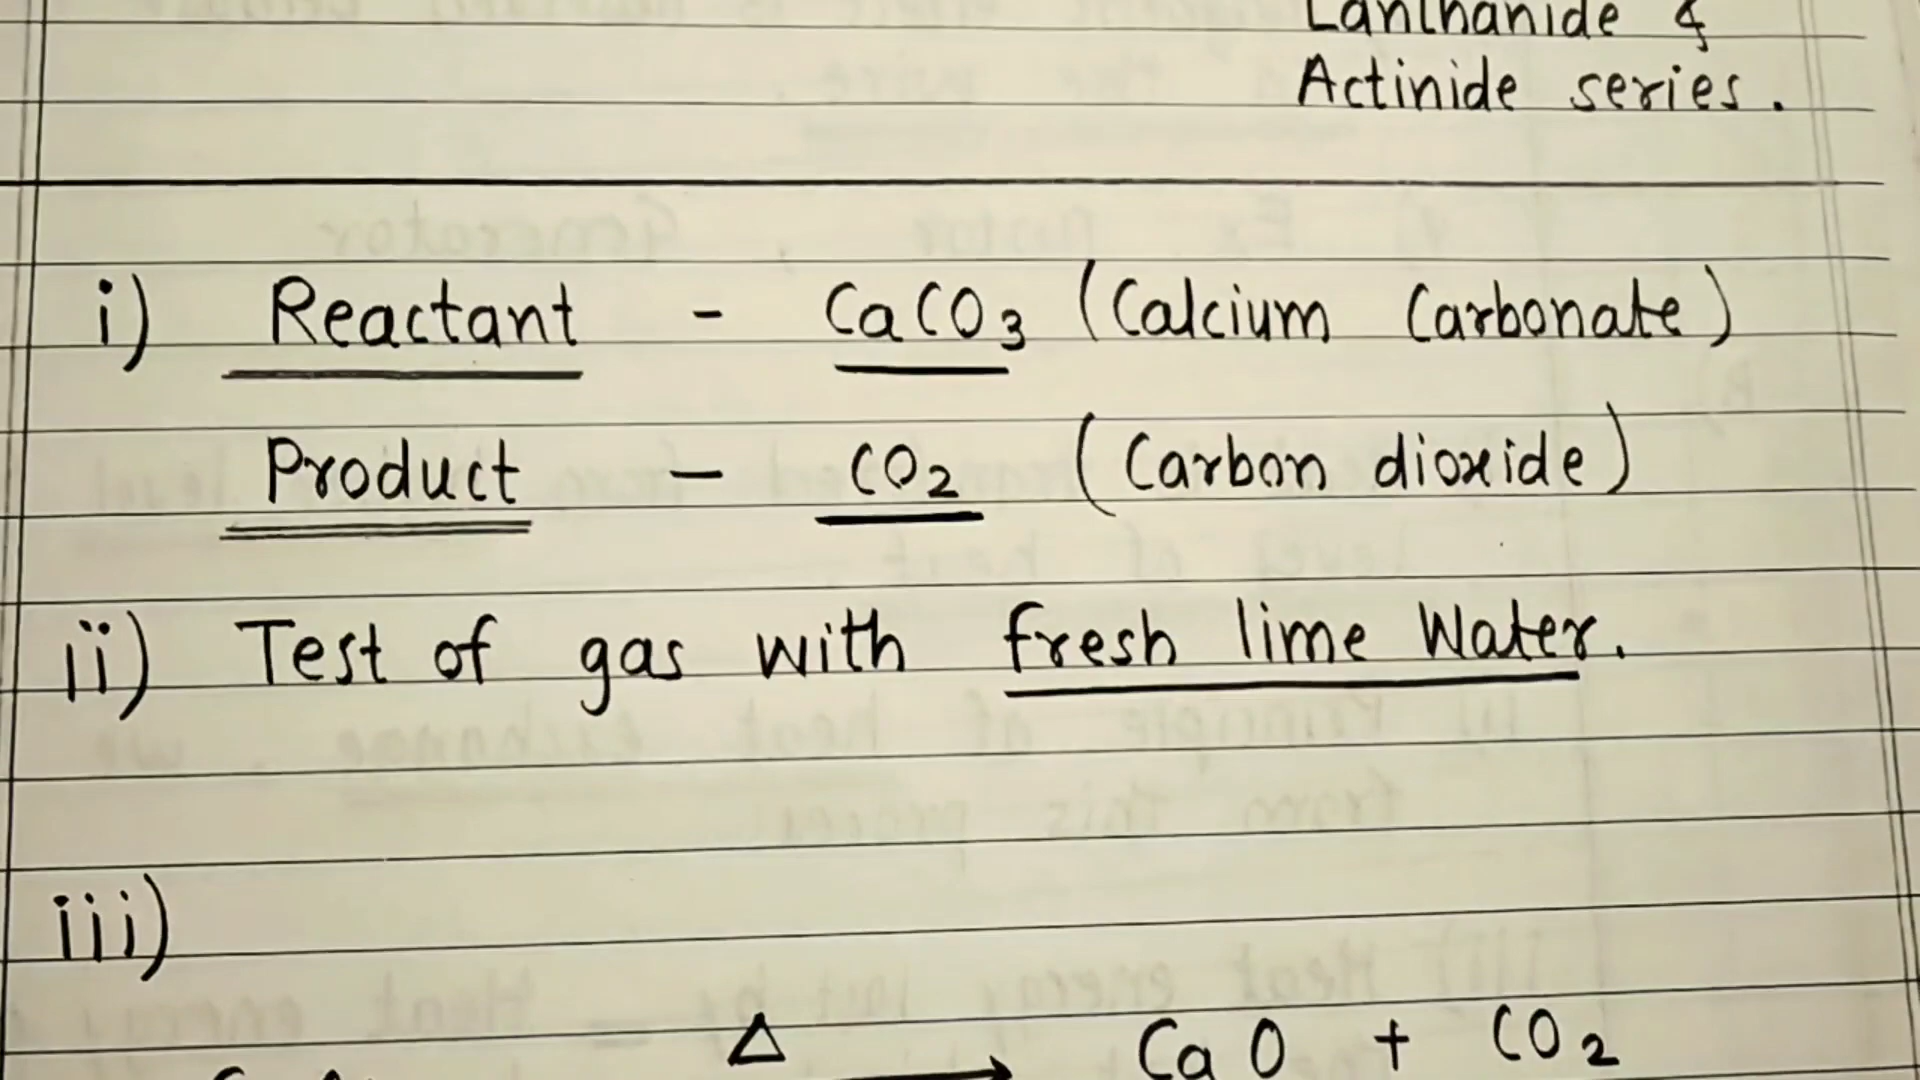 Lanthanide &
Actinide series.
i) Reactant - CaCO3 (Calcium Carbonate)
Product - CO2 (Carbon dioxide)
ii) Test of gas with fresh lime Water.
iii)
Δ → CaO + CO2